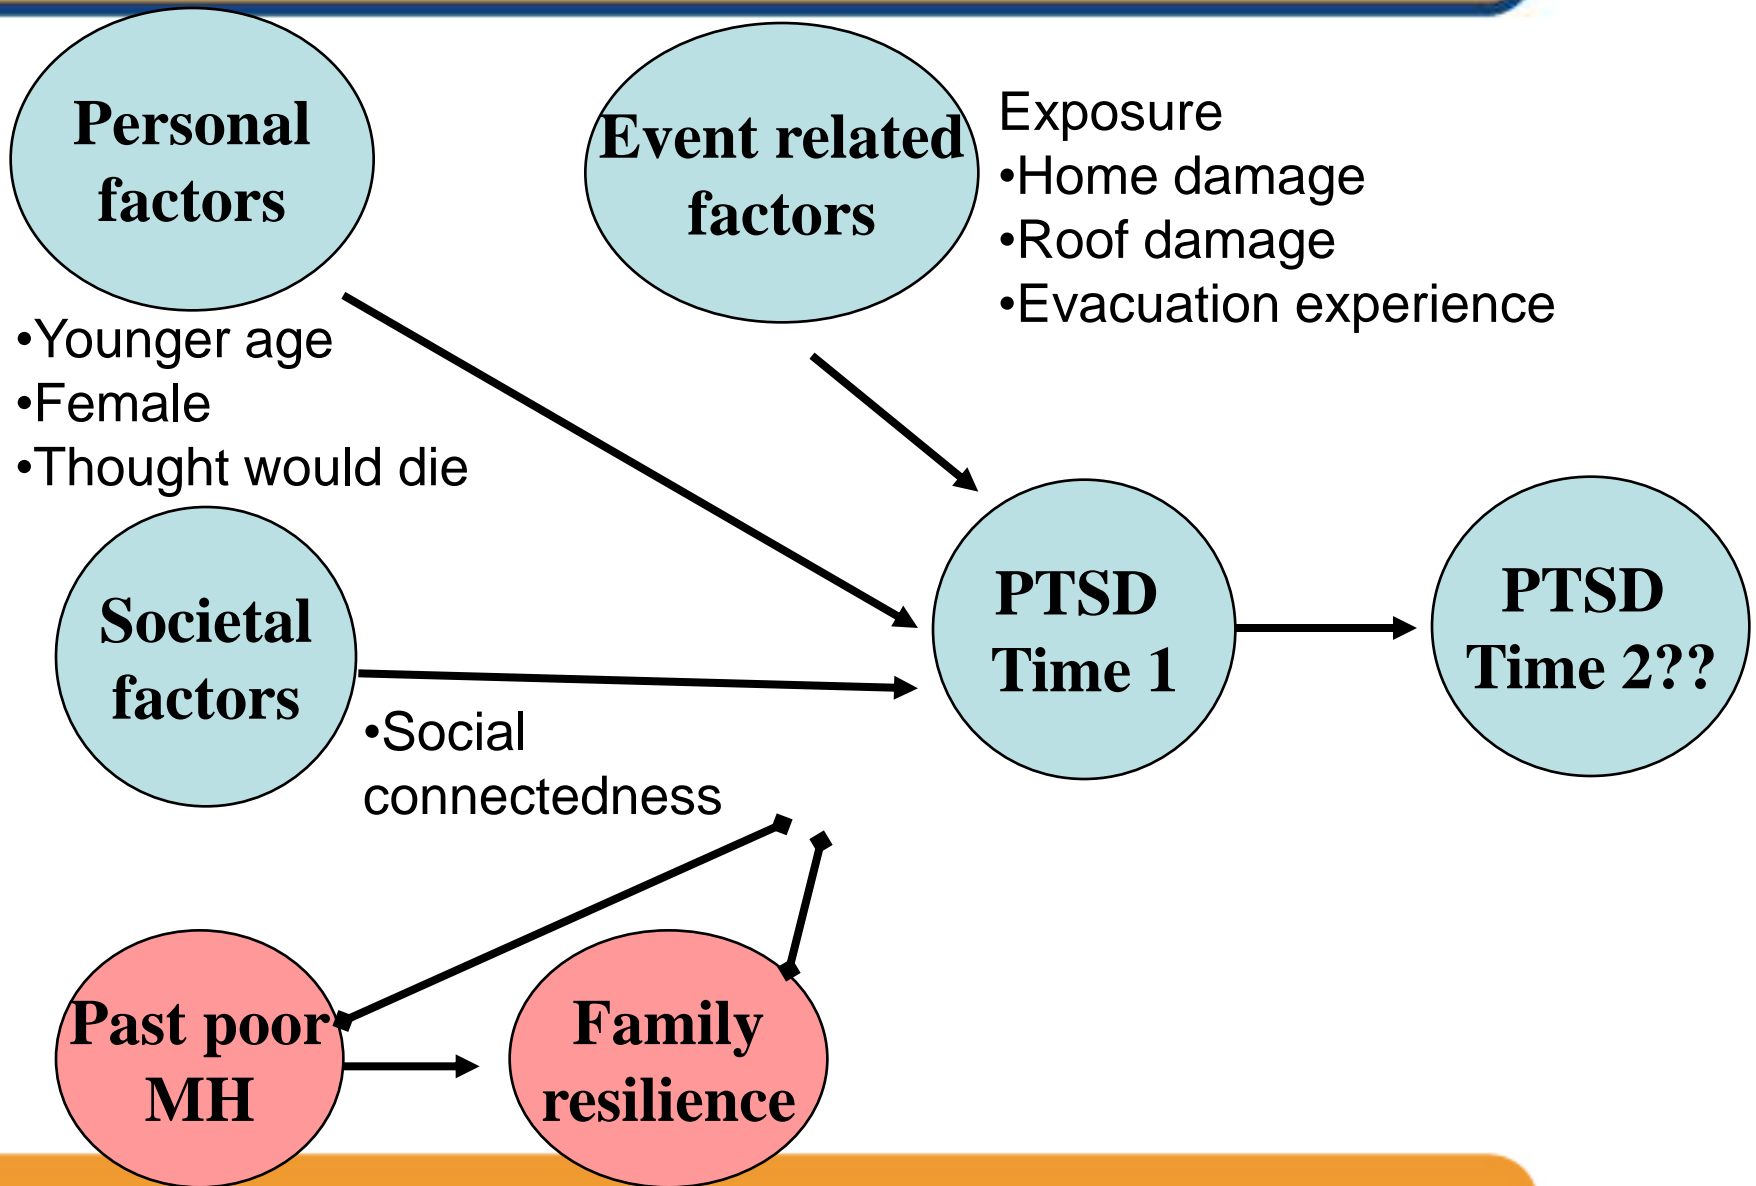 Personal
factors
•Younger age
•Female
•Thought would die
Event related
factors
Exposure
•Home damage
•Roof damage
•Evacuation experience
Societal
factors
•Social
connectedness
PTSD
Time 1
PTSD
Time 2??
Past poor
MH
Family
resilience